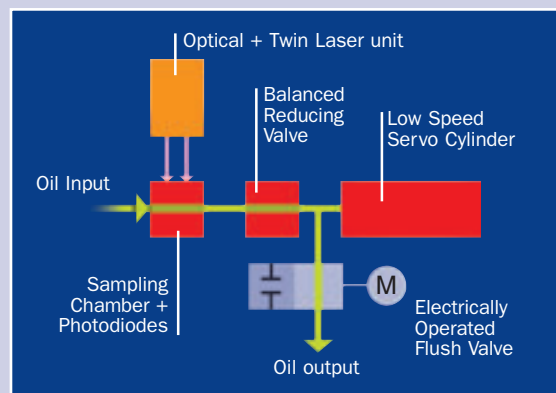 Optical + Twin Laser unit
Balanced
Reducing
Valve
Low Speed
Servo Cylinder
Oil Input
Sampling
Chamber +
Photodiodes
M
Electrically
Operated
Flush Valve
Oil output